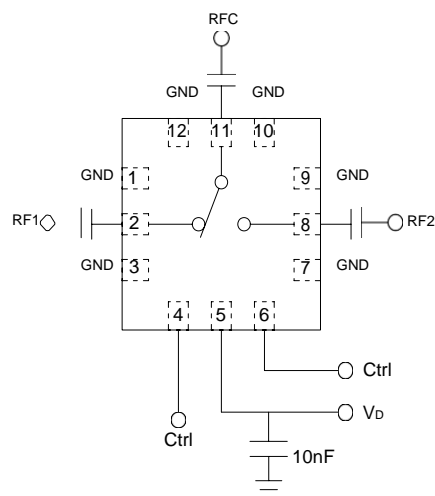 RFC
GND GND
12 11 10
GND 1 9 GND
RF1 2 8 RF2
GND 3 7 GND
4 5 6
Ctrl
VD
Ctrl
10nF